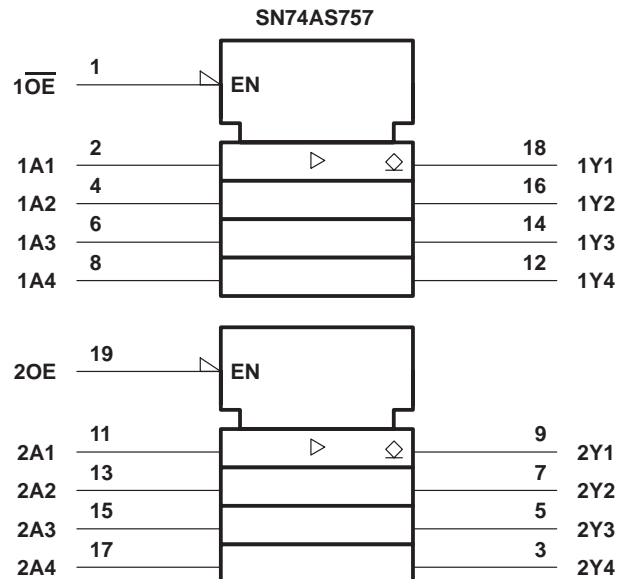 SN74AS757
1O̅E̅ 1 EN
1A1 2 18 1Y1
1A2 4 16 1Y2
1A3 6 14 1Y3
1A4 8 12 1Y4
2OE 19 EN
2A1 11 9 2Y1
2A2 13 7 2Y2
2A3 15 5 2Y3
2A4 17 3 2Y4